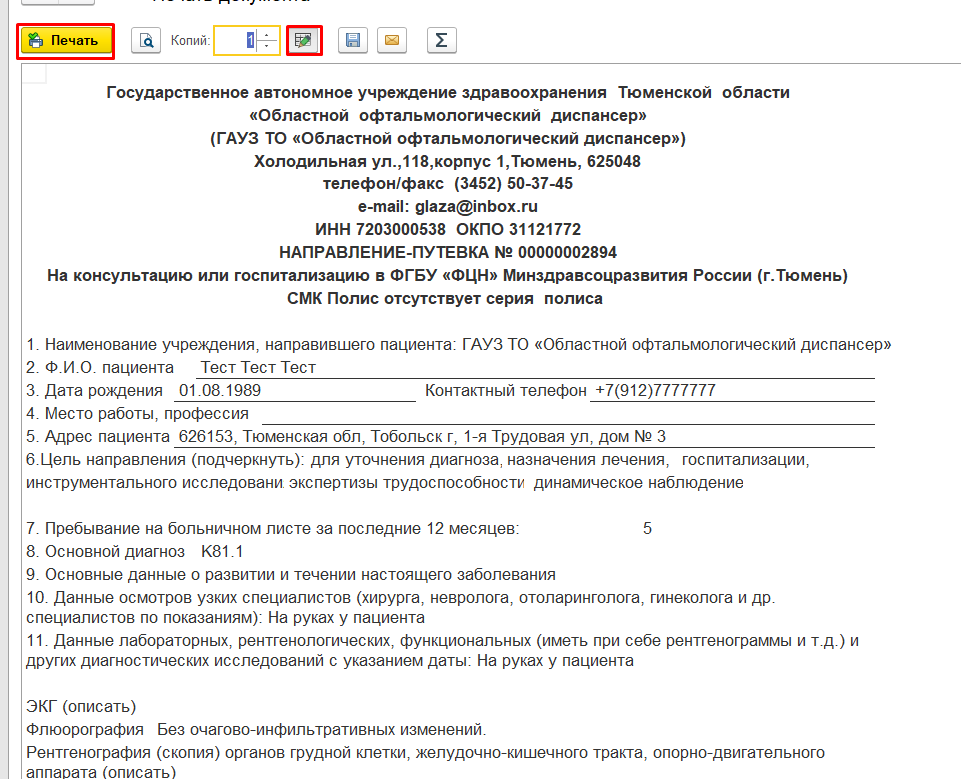 Печать документа
Печать
Копий: 1
Σ
Государственное автономное учреждение здравоохранения Тюменской области
«Областной офтальмологический диспансер»
(ГАУЗ ТО «Областной офтальмологический диспансер»)
Холодильная ул.,118,корпус 1,Тюмень, 625048
телефон/факс (3452) 50-37-45
e-mail: glaza@inbox.ru
ИНН 7203000538 ОКПО 31121772
НАПРАВЛЕНИЕ-ПУТЕВКА № 00000002894
На консультацию или госпитализацию в ФГБУ «ФЦН» Минздравсоцразвития России (г.Тюмень)
СМК Полис отсутствует серия полиса
1. Наименование учреждения, направившего пациента: ГАУЗ ТО «Областной офтальмологический диспансер»
2. Ф.И.О. пациента Тест Тест Тест
3. Дата рождения 01.08.1989 Контактный телефон +7(912)7777777
4. Место работы, профессия
5. Адрес пациента 626153, Тюменская обл, Тобольск г, 1-я Трудовая ул, дом № 3
6.Цель направления (подчеркнуть): для уточнения диагноза, назначения лечения, госпитализации,
инструментального исследовани экспертизы трудоспособности динамическое наблюдение
7. Пребывание на больничном листе за последние 12 месяцев: 5
8. Основной диагноз K81.1
9. Основные данные о развитии и течении настоящего заболевания
10. Данные осмотров узких специалистов (хирурга, невролога, отоларинголога, гинеколога и др.
специалистов по показаниям): На руках у пациента
11. Данные лабораторных, рентгенологических, функциональных (иметь при себе рентгенограммы и т.д.) и
других диагностических исследований с указанием даты: На руках у пациента
ЭКГ (описать)
Флюорография Без очагово-инфильтративных изменений.
Рентгенография (скопия) органов грудной клетки, желудочно-кишечного тракта, опорно-двигательного
аппарата (описать)